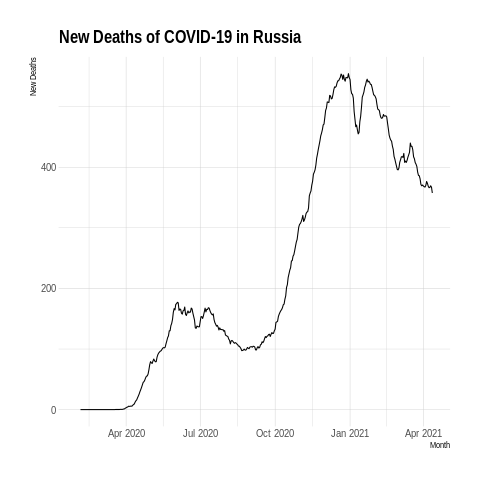 New Deaths of COVID-19 in Russia
New Deaths
400
200
0
Apr 2020 Jul 2020 Oct 2020 Jan 2021 Apr 2021
Month